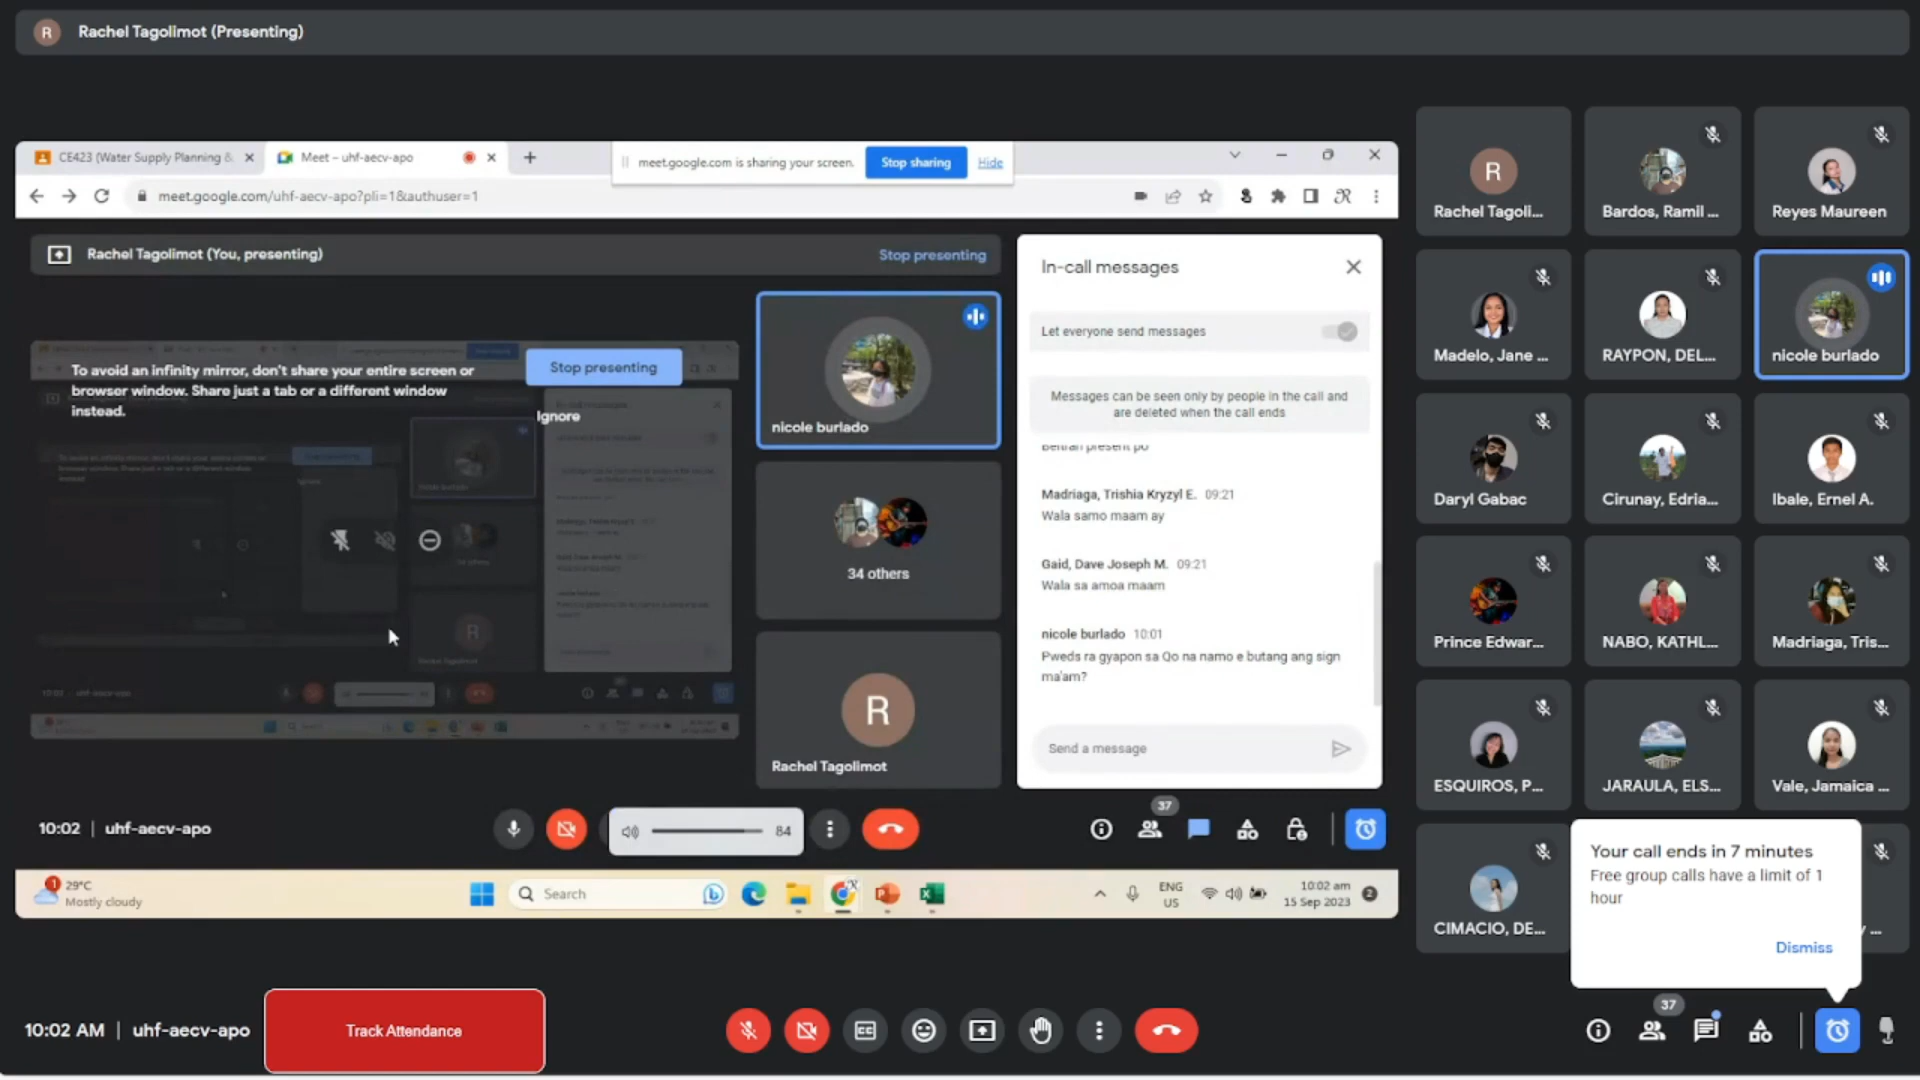 R Rachel Tagolimot (Presenting)
CE423 (Water Supply Planning &
Meet – uhf-aecv-apo
meet.google.com is sharing your screen.
Stop sharing
Hide
meet.google.com/uhf-aecv-apo?pli=1&authuser=1
Rachel Tagolimot (You, presenting)
Stop presenting
To avoid an infinity mirror, don't share your entire screen or
browser window. Share just a tab or a different window
instead.
Stop presenting
Ignore
nicole burlado
34 others
R
Rachel Tagolimot
In-call messages
Let everyone send messages
Messages can be seen only by people in the call and
are deleted when the call ends
Beltran present po
Madriaga, Trishia Kryzyl E. 09:21
Wala samo maam ay
Gaid, Dave Joseph M. 09:21
Wala sa amoa maam
nicole burlado 10:01
Pweds ra gyapon sa Qo na namo e butang ang sign
ma'am?
Send a message
10:02 | uhf-aecv-apo
84
37
1
29°C
Mostly cloudy
Search
ENG
US
10:02 am
15 Sep 2023
2
R
Rachel Tagoli...
Bardos, Ramil ...
Reyes Maureen
Madelo, Jane ...
RAYPON, DEL...
nicole burlado
Daryl Gabac
Cirunay, Edria...
Ibale, Ernel A.
Prince Edwar...
NABO, KATHL...
Madriaga, Tris...
ESQUIROS, P...
JARAULA, ELS...
Vale, Jamaica ...
CIMACIO, DE...
Your call ends in 7 minutes
Free group calls have a limit of 1
hour
Dismiss
10:02 AM | uhf-aecv-apo
Track Attendance
CC
37